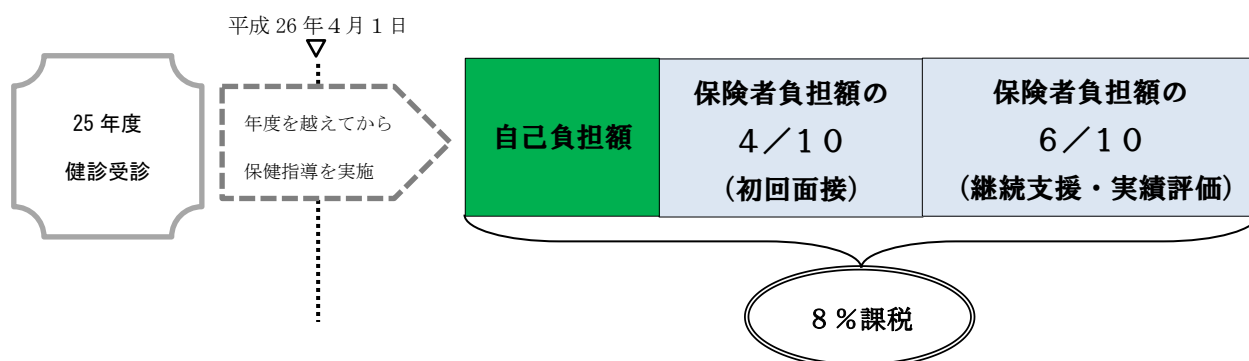 平成 26 年４月１日
25 年度
健診受診
年度を越えてから
保健指導を実施
自己負担額
保険者負担額の
４／１０
（初回面接）
保険者負担額の
６／１０
（継続支援・実績評価）
８％課税